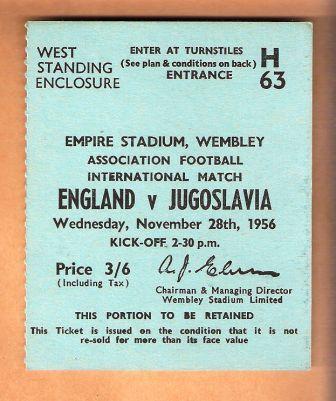 WEST
STANDING
ENCLOSURE
ENTER AT TURNSTILES
(See plan & conditions on back)
ENTRANCE
H
63
EMPIRE STADIUM, WEMBLEY
ASSOCIATION FOOTBALL
INTERNATIONAL MATCH
ENGLAND v JUGOSLAVIA
Wednesday, November 28th, 1956
KICK-OFF 2-30 p.m.
Price 3/6
(Including Tax)
Chairman & Managing Director
Wembley Stadium Limited
THIS PORTION TO BE RETAINED
This Ticket is issued on the condition that it is not
re-sold for more than its face value